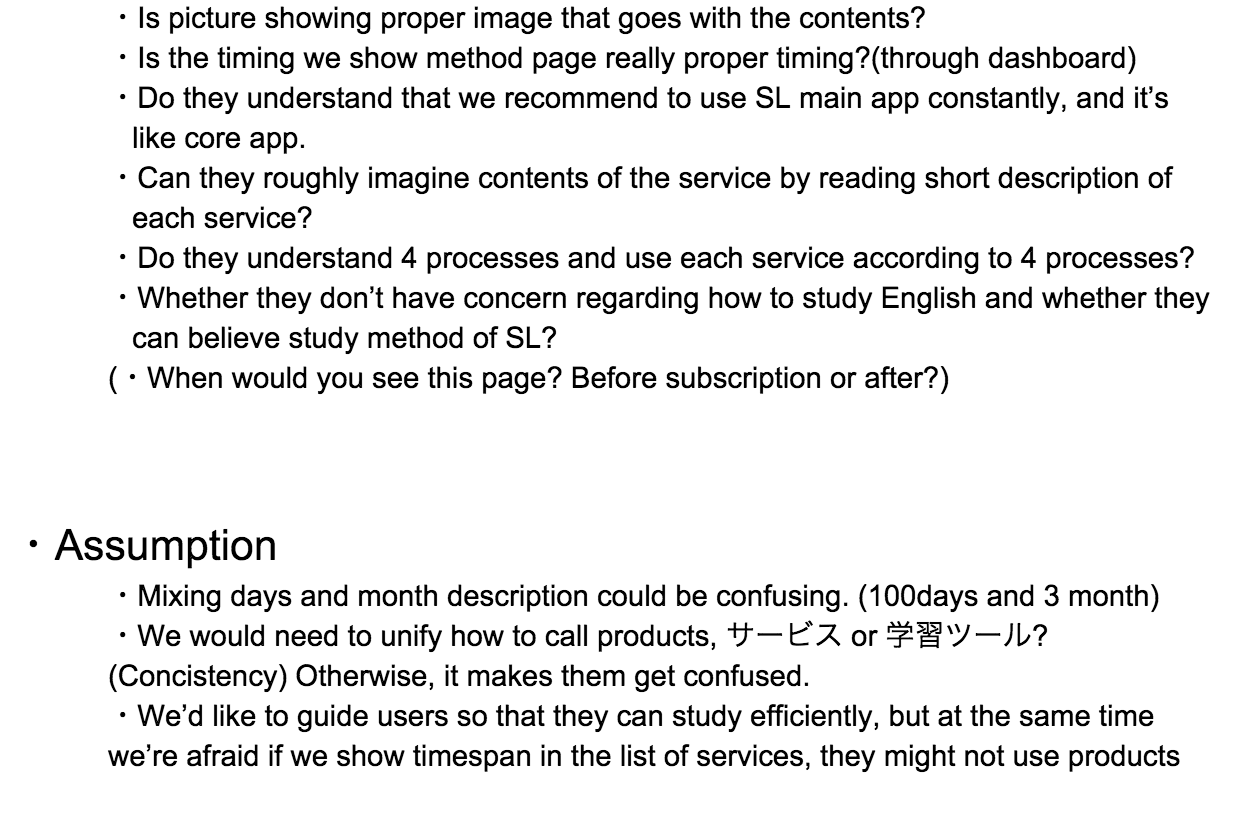 ・Is picture showing proper image that goes with the contents?
・Is the timing we show method page really proper timing?(through dashboard)
・Do they understand that we recommend to use SL main app constantly, and it’s
like core app.
・Can they roughly imagine contents of the service by reading short description of
each service?
・Do they understand 4 processes and use each service according to 4 processes?
・Whether they don’t have concern regarding how to study English and whether they
can believe study method of SL?
(・When would you see this page? Before subscription or after?)
・Assumption
・Mixing days and month description could be confusing. (100days and 3 month)
・We would need to unify how to call products, サービス or 学習ツール?
(Concistency) Otherwise, it makes them get confused.
・We’d like to guide users so that they can study efficiently, but at the same time
we’re afraid if we show timespan in the list of services, they might not use products